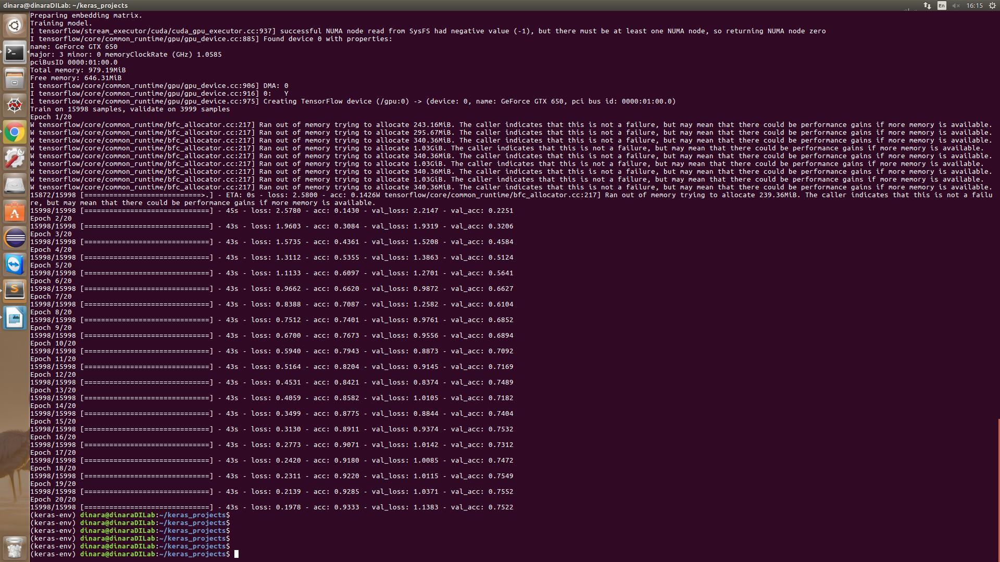 dinara@dinaraDILab: ~/keras_projects
En
16:15
Preparing embedding matrix.
Training model.
I tensorflow/stream_executor/cuda/cuda_gpu_executor.cc:937] successful NUMA node read from SysFS had negative value (-1), but there must be at least one NUMA node, so returning NUMA node zero
I tensorflow/core/common_runtime/gpu/gpu_device.cc:885] Found device 0 with properties:
name: GeForce GTX 650
major: 3 minor: 0 memoryClockRate (GHz) 1.0585
pciBusID 0000:01:00.0
Total memory: 979.19MiB
Free memory: 646.31MiB
I tensorflow/core/common_runtime/gpu/gpu_device.cc:906] DMA: 0
I tensorflow/core/common_runtime/gpu/gpu_device.cc:916] 0:   Y
I tensorflow/core/common_runtime/gpu/gpu_device.cc:975] Creating TensorFlow device (/gpu:0) -> (device: 0, name: GeForce GTX 650, pci bus id: 0000:01:00.0)
Train on 15998 samples, validate on 3999 samples
Epoch 1/20
W tensorflow/core/common_runtime/bfc_allocator.cc:217] Ran out of memory trying to allocate 243.16MiB. The caller indicates that this is not a failure, but may mean that there could be performance gains if more memory is available.
W tensorflow/core/common_runtime/bfc_allocator.cc:217] Ran out of memory trying to allocate 295.67MiB. The caller indicates that this is not a failure, but may mean that there could be performance gains if more memory is available.
W tensorflow/core/common_runtime/bfc_allocator.cc:217] Ran out of memory trying to allocate 340.36MiB. The caller indicates that this is not a failure, but may mean that there could be performance gains if more memory is available.
W tensorflow/core/common_runtime/bfc_allocator.cc:217] Ran out of memory trying to allocate 1.03GiB. The caller indicates that this is not a failure, but may mean that there could be performance gains if more memory is available.
W tensorflow/core/common_runtime/bfc_allocator.cc:217] Ran out of memory trying to allocate 340.36MiB. The caller indicates that this is not a failure, but may mean that there could be performance gains if more memory is available.
W tensorflow/core/common_runtime/bfc_allocator.cc:217] Ran out of memory trying to allocate 1.03GiB. The caller indicates that this is not a failure, but may mean that there could be performance gains if more memory is available.
W tensorflow/core/common_runtime/bfc_allocator.cc:217] Ran out of memory trying to allocate 340.36MiB. The caller indicates that this is not a failure, but may mean that there could be performance gains if more memory is available.
W tensorflow/core/common_runtime/bfc_allocator.cc:217] Ran out of memory trying to allocate 1.03GiB. The caller indicates that this is not a failure, but may mean that there could be performance gains if more memory is available.
W tensorflow/core/common_runtime/bfc_allocator.cc:217] Ran out of memory trying to allocate 340.36MiB. The caller indicates that this is not a failure, but may mean that there could be performance gains if more memory is available.
15872/15998 [============================>.] - ETA: 0s - loss: 2.5800 - acc: 0.1426W tensorflow/core/common_runtime/bfc_allocator.cc:217] Ran out of memory trying to allocate 239.36MiB. The caller indicates that this is not a failu
re, but may mean that there could be performance gains if more memory is available.
15998/15998 [==============================] - 45s - loss: 2.5780 - acc: 0.1430 - val_loss: 2.2147 - val_acc: 0.2251
Epoch 2/20
15998/15998 [==============================] - 43s - loss: 1.9603 - acc: 0.3084 - val_loss: 1.9319 - val_acc: 0.3206
Epoch 3/20
15998/15998 [==============================] - 43s - loss: 1.5735 - acc: 0.4361 - val_loss: 1.5208 - val_acc: 0.4584
Epoch 4/20
15998/15998 [==============================] - 43s - loss: 1.3112 - acc: 0.5355 - val_loss: 1.3863 - val_acc: 0.5124
Epoch 5/20
15998/15998 [==============================] - 43s - loss: 1.1133 - acc: 0.6097 - val_loss: 1.2701 - val_acc: 0.5641
Epoch 6/20
15998/15998 [==============================] - 43s - loss: 0.9662 - acc: 0.6620 - val_loss: 0.9872 - val_acc: 0.6627
Epoch 7/20
15998/15998 [==============================] - 43s - loss: 0.8388 - acc: 0.7087 - val_loss: 1.2582 - val_acc: 0.6104
Epoch 8/20
15998/15998 [==============================] - 43s - loss: 0.7512 - acc: 0.7401 - val_loss: 0.9761 - val_acc: 0.6852
Epoch 9/20
15998/15998 [==============================] - 43s - loss: 0.6700 - acc: 0.7673 - val_loss: 0.9556 - val_acc: 0.6894
Epoch 10/20
15998/15998 [==============================] - 43s - loss: 0.5940 - acc: 0.7943 - val_loss: 0.8873 - val_acc: 0.7092
Epoch 11/20
15998/15998 [==============================] - 43s - loss: 0.5164 - acc: 0.8204 - val_loss: 0.9145 - val_acc: 0.7169
Epoch 12/20
15998/15998 [==============================] - 43s - loss: 0.4531 - acc: 0.8421 - val_loss: 0.8374 - val_acc: 0.7489
Epoch 13/20
15998/15998 [==============================] - 43s - loss: 0.4059 - acc: 0.8582 - val_loss: 1.0105 - val_acc: 0.7182
Epoch 14/20
15998/15998 [==============================] - 43s - loss: 0.3499 - acc: 0.8775 - val_loss: 0.8844 - val_acc: 0.7404
Epoch 15/20
15998/15998 [==============================] - 43s - loss: 0.3130 - acc: 0.8911 - val_loss: 0.9374 - val_acc: 0.7532
Epoch 16/20
15998/15998 [==============================] - 43s - loss: 0.2773 - acc: 0.9071 - val_loss: 1.0142 - val_acc: 0.7312
Epoch 17/20
15998/15998 [==============================] - 43s - loss: 0.2420 - acc: 0.9180 - val_loss: 1.0085 - val_acc: 0.7472
Epoch 18/20
15998/15998 [==============================] - 43s - loss: 0.2311 - acc: 0.9220 - val_loss: 1.0115 - val_acc: 0.7549
Epoch 19/20
15998/15998 [==============================] - 43s - loss: 0.2139 - acc: 0.9285 - val_loss: 1.0371 - val_acc: 0.7552
Epoch 20/20
15998/15998 [==============================] - 43s - loss: 0.1978 - acc: 0.9333 - val_loss: 1.1383 - val_acc: 0.7522
(keras-env) dinara@dinaraDILab:~/keras_projects$
(keras-env) dinara@dinaraDILab:~/keras_projects$
(keras-env) dinara@dinaraDILab:~/keras_projects$
(keras-env) dinara@dinaraDILab:~/keras_projects$
(keras-env) dinara@dinaraDILab:~/keras_projects$
(keras-env) dinara@dinaraDILab:~/keras_projects$